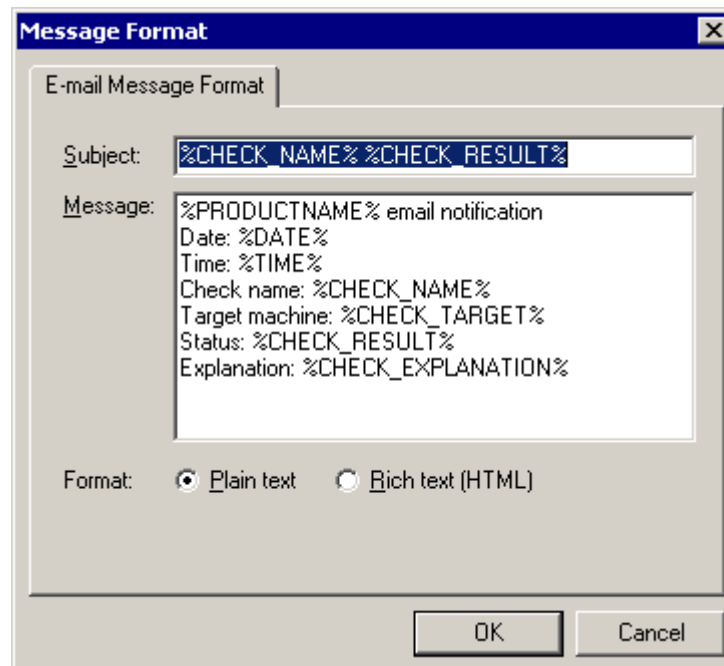 Message Format
E-mail Message Format
Subject: %CHECK_NAME% %CHECK_RESULT%
Message: %PRODUCTNAME% email notification
Date: %DATE%
Time: %TIME%
Check name: %CHECK_NAME%
Target machine: %CHECK_TARGET%
Status: %CHECK_RESULT%
Explanation: %CHECK_EXPLANATION%
Format: Plain text Rich text (HTML)
OK Cancel